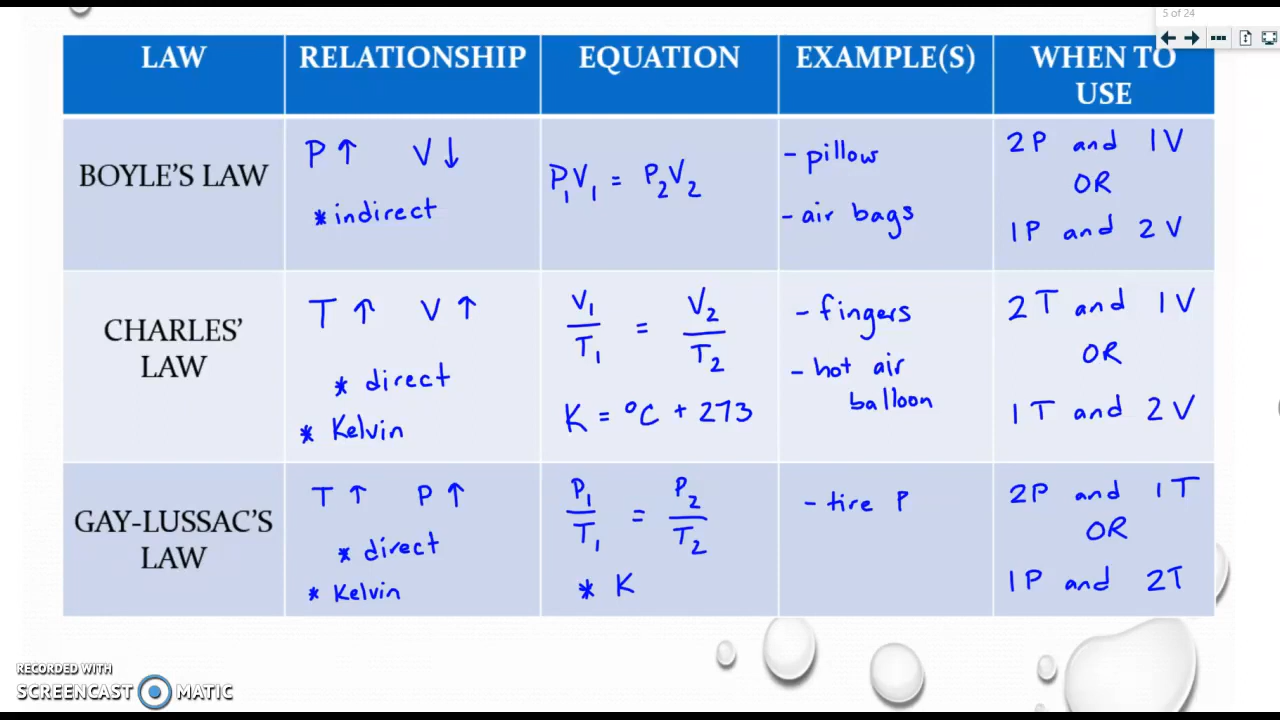 5 of 24
LAW
RELATIONSHIP
EQUATION
EXAMPLE(S)
WHEN TO
USE
BOYLE'S LAW
P ↑ V ↓
* indirect
P₁V₁ = P₂V₂
- pillow
- air bags
2P and 1V
OR
1P and 2V
CHARLES'
LAW
T ↑ V ↑
* direct
* Kelvin
V₁/T₁ = V₂/T₂
K = °C + 273
- fingers
- hot air
balloon
2T and 1V
OR
1T and 2V
GAY-LUSSAC'S
LAW
T ↑ P ↑
* direct
* Kelvin
P₁/T₁ = P₂/T₂
* K
- tire P
2P and 1T
OR
1P and 2T
RECORDED WITH
SCREENCAST MATIC